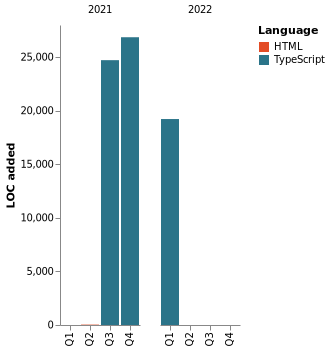 2021 2022
Language
HTML
TypeScript
LOC added
25,000
20,000
15,000
10,000
5,000
0
Q1 Q2 Q3 Q4 Q1 Q2 Q3 Q4